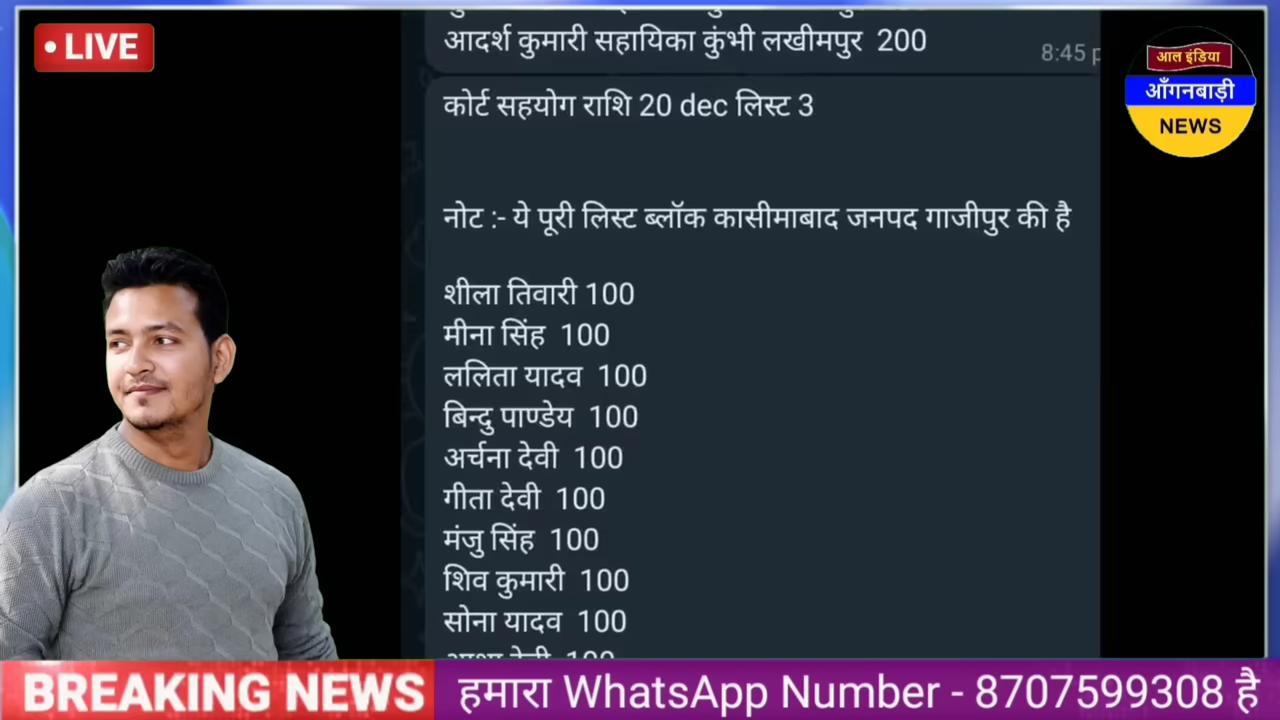 LIVE
आदर्श कुमारी सहायिका कुंभी लखीमपुर 200
8:45 p
आल इंडिया
आँगनबाड़ी
NEWS
कोर्ट सहयोग राशि 20 dec लिस्ट 3
नोट :- ये पूरी लिस्ट ब्लॉक कासीमाबाद जनपद गाजीपुर की है
शीला तिवारी 100
मीना सिंह 100
ललिता यादव 100
बिन्दु पाण्डेय 100
अर्चना देवी 100
गीता देवी 100
मंजु सिंह 100
शिव कुमारी 100
सोना यादव 100
BREAKING NEWS
हमारा WhatsApp Number - 8707599308 है